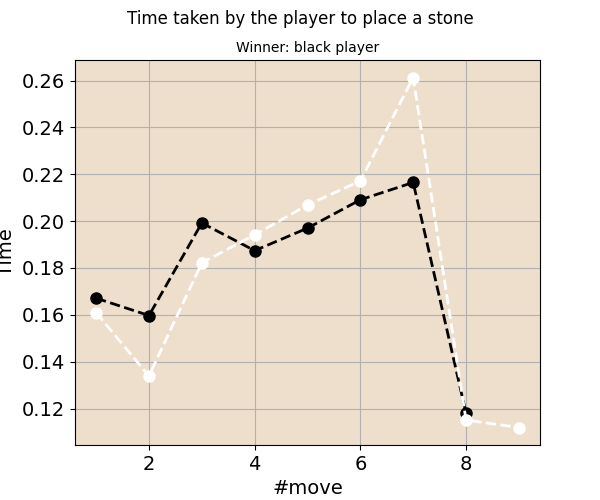 Time taken by the player to place a stone
Winner: black player
0.26
0.24
0.22
0.20
0.18
0.16
0.14
0.12
Time
2 4 6 8
#move